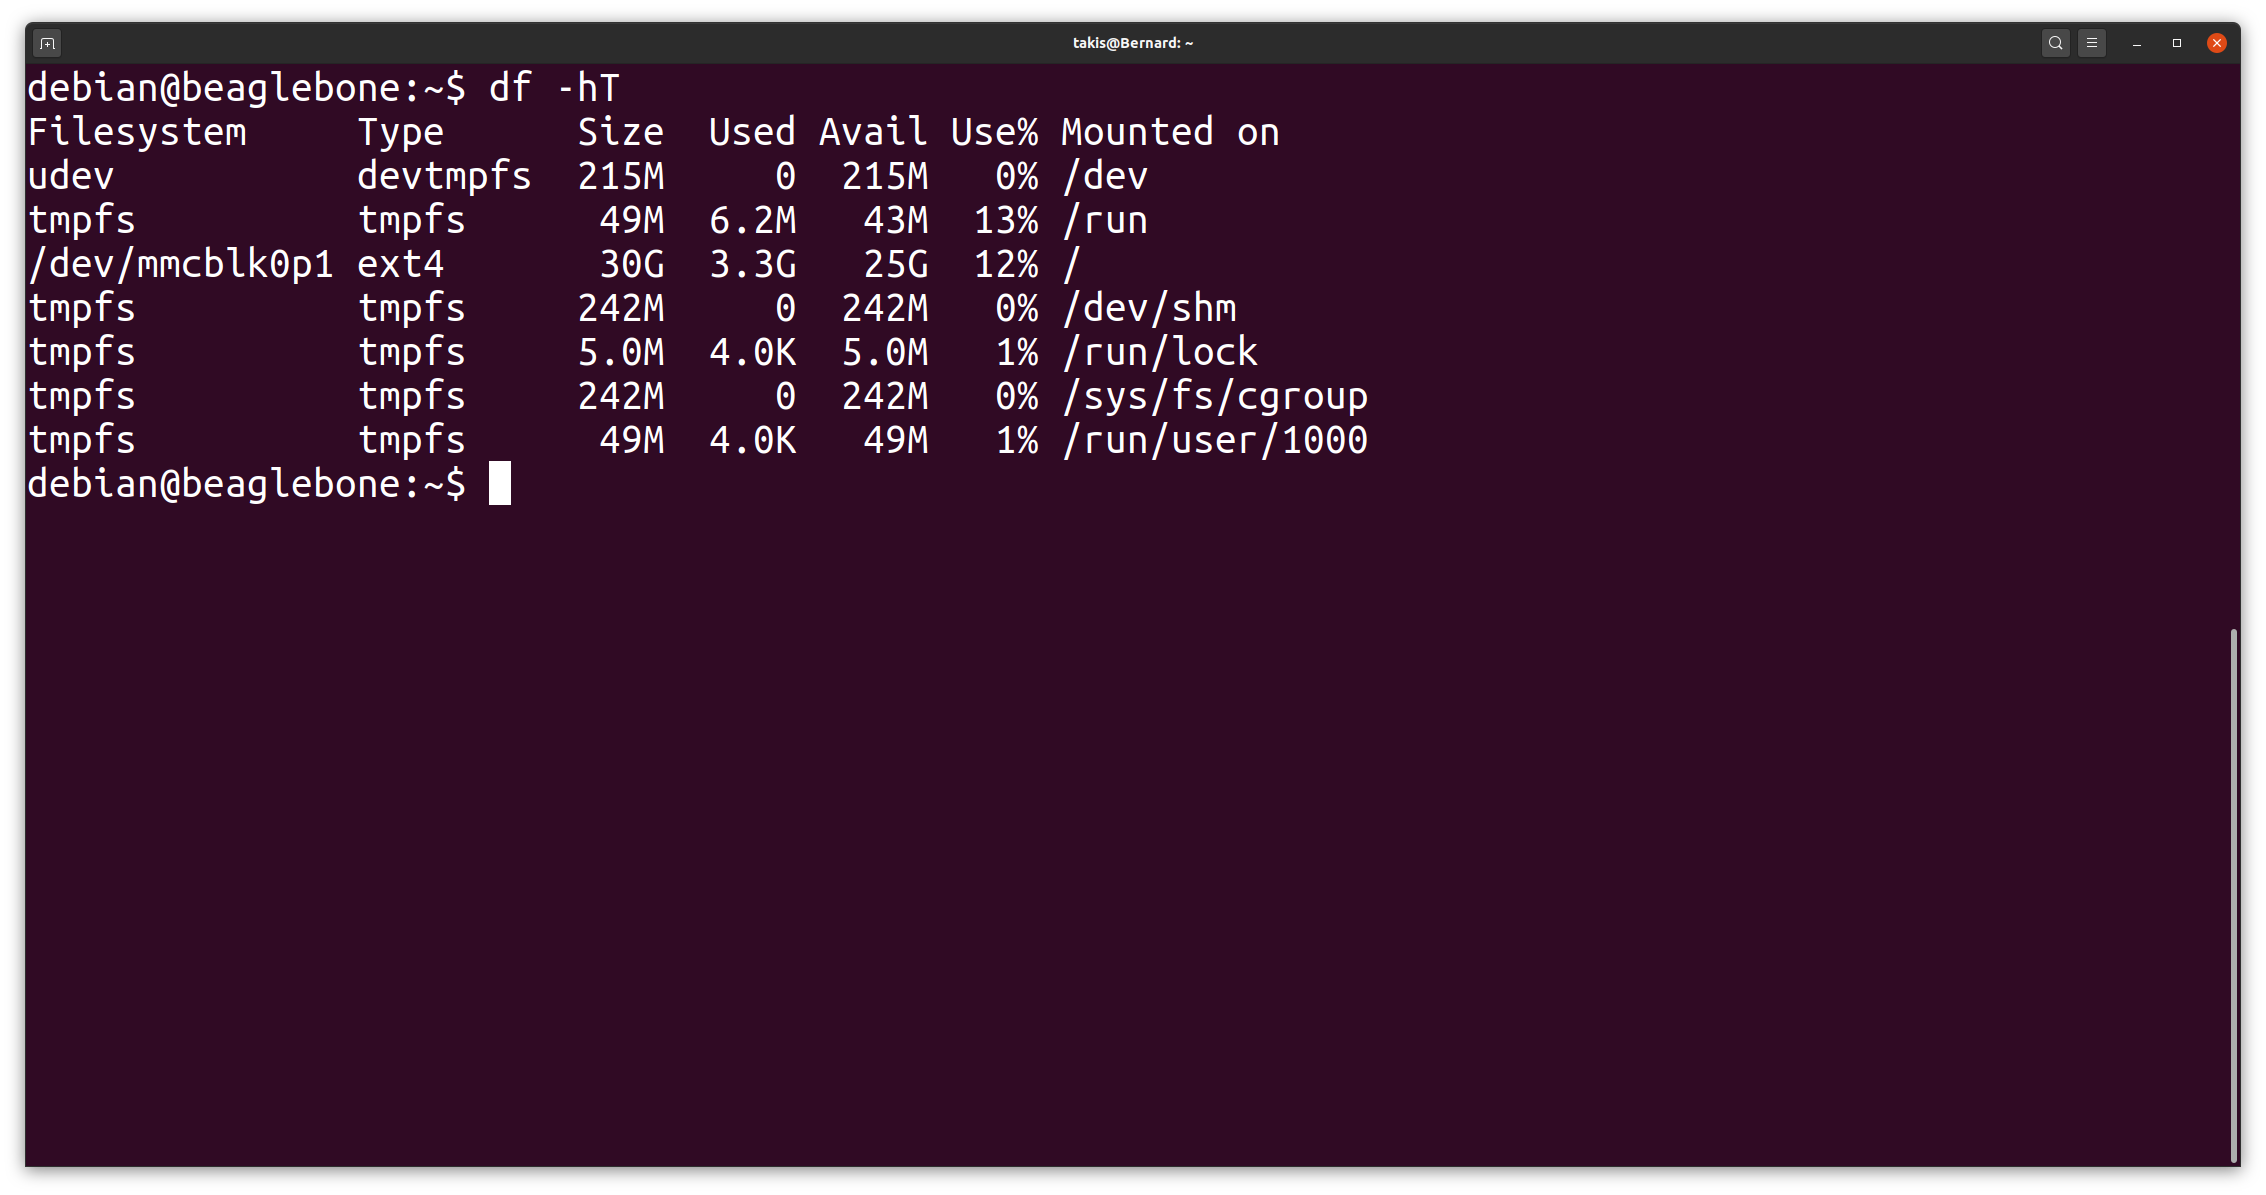 takis@Bernard: ~
debian@beaglebone:~$ df -hT
Filesystem     Type      Size  Used Avail Use% Mounted on
udev           devtmpfs  215M     0  215M   0% /dev
tmpfs          tmpfs      49M  6.2M   43M  13% /run
/dev/mmcblk0p1 ext4       30G  3.3G   25G  12% /
tmpfs          tmpfs     242M     0  242M   0% /dev/shm
tmpfs          tmpfs     5.0M  4.0K  5.0M   1% /run/lock
tmpfs          tmpfs     242M     0  242M   0% /sys/fs/cgroup
tmpfs          tmpfs      49M  4.0K   49M   1% /run/user/1000
debian@beaglebone:~$